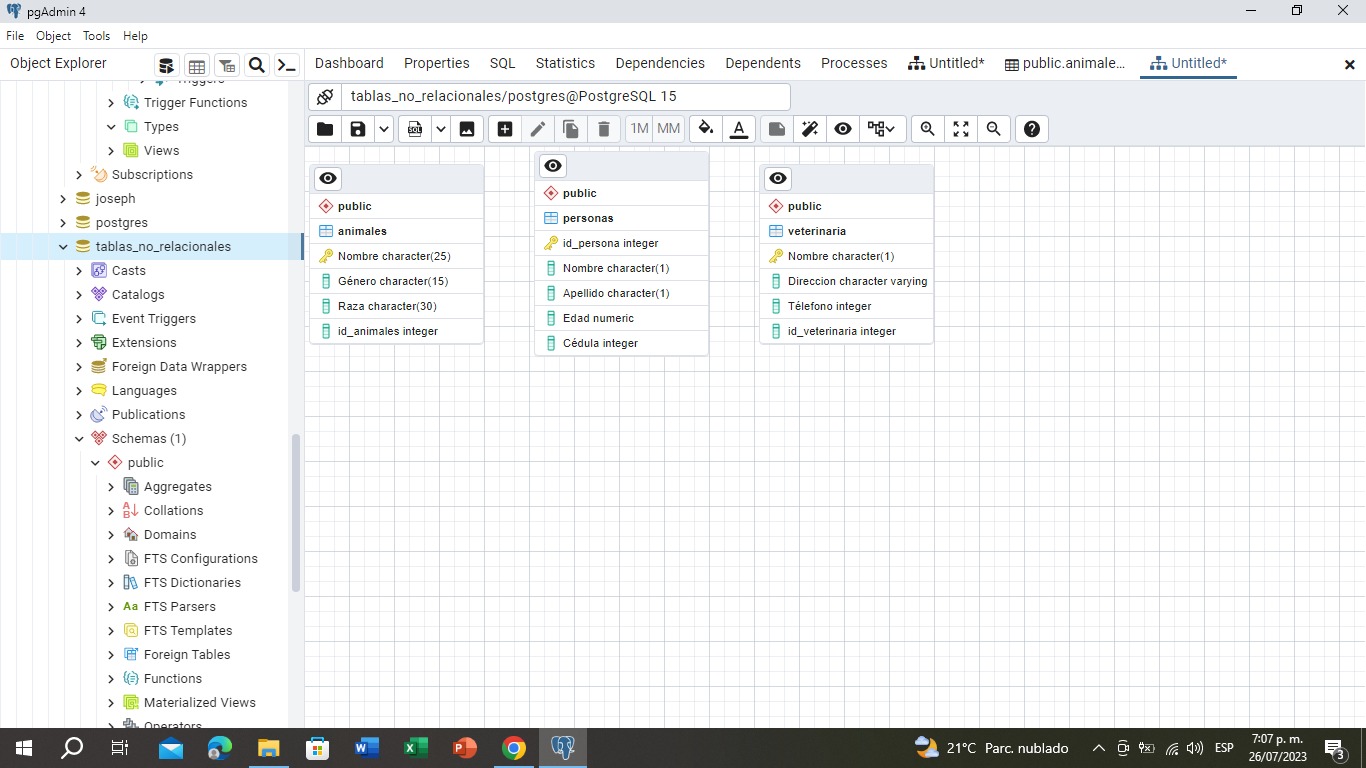 pgAdmin 4
File Object Tools Help
Object Explorer
Dashboard Properties SQL Statistics Dependencies Dependents Processes Untitled* public.animale... Untitled*
tablas_no_relacionales/postgres@PostgreSQL 15
SQL 1M MM A
Triggers
Trigger Functions
Types
Views
Subscriptions
joseph
postgres
tablas_no_relacionales
Casts
Catalogs
Event Triggers
Extensions
Foreign Data Wrappers
Languages
Publications
Schemas (1)
public
Aggregates
Collations
Domains
FTS Configurations
FTS Dictionaries
Aa FTS Parsers
FTS Templates
Foreign Tables
Functions
Materialized Views
Operators
public
animales
Nombre character(25)
Género character(15)
Raza character(30)
id_animales integer
public
personas
id_persona integer
Nombre character(1)
Apellido character(1)
Edad numeric
Cédula integer
public
veterinaria
Nombre character(1)
Direccion character varying
Télefono integer
id_veterinaria integer
21°C Parc. nublado
ESP
7:07 p. m.
26/07/2023
3